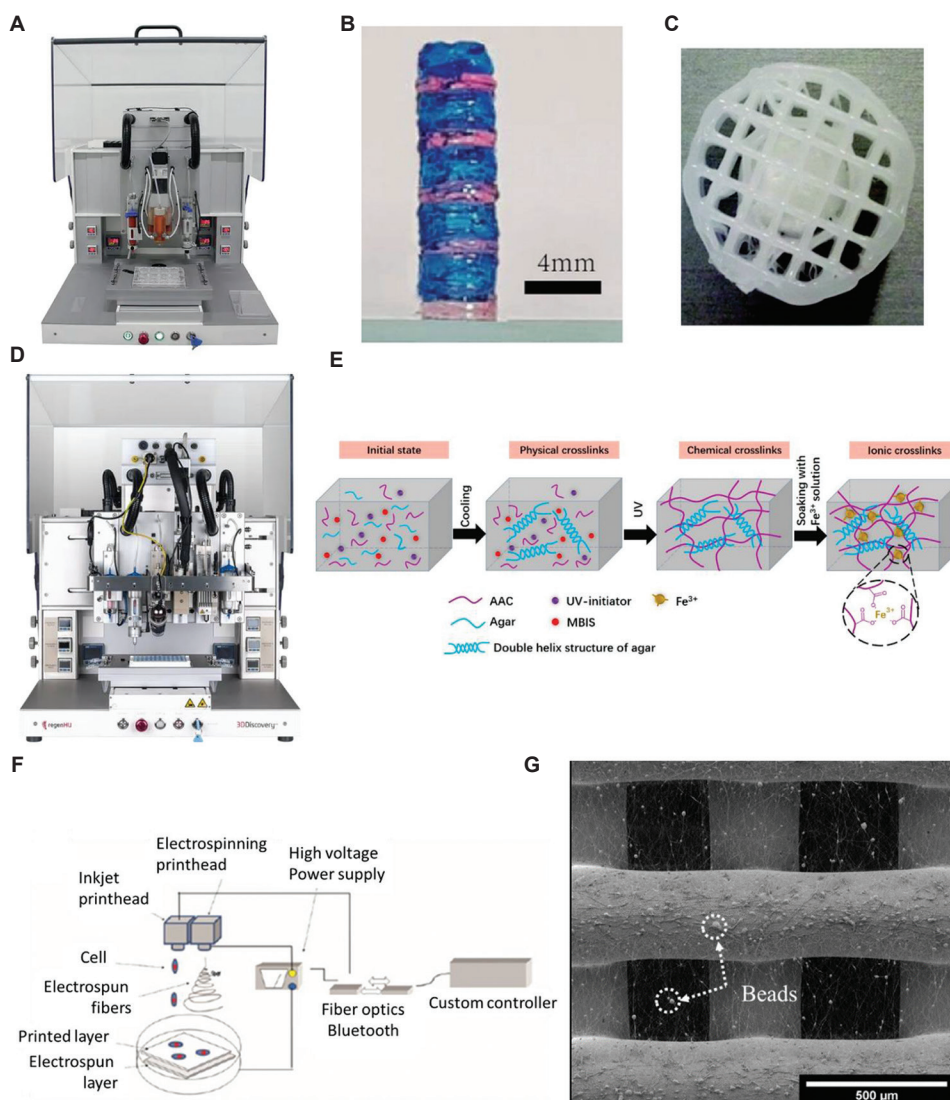 A
B
C
4mm
D
E
Initial state
Physical crosslinks
Chemical crosslinks
Ionic crosslinks
Cooling
UV
Soaking with
Fe³⁺ solution
AAC
UV-initiator
Fe³⁺
Agar
MBIS
Double helix structure of agar
Fe³⁺
regenHU
3DDiscovery
F
G
Electrospinning
printhead
High voltage
Power supply
Inkjet
printhead
Cell
Electrospun
fibers
Fiber optics
Bluetooth
Custom controller
Printed layer
Electrospun
layer
Beads
500 µm